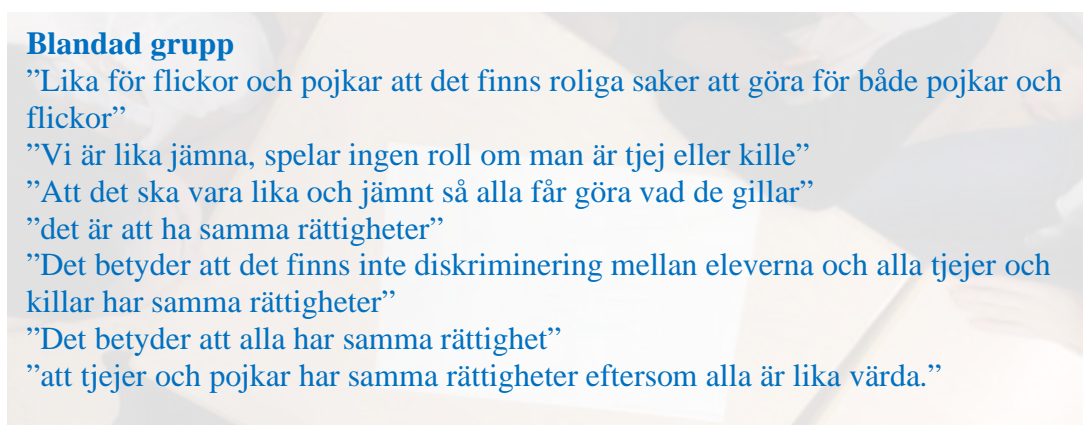 Blandad grupp
”Lika för flickor och pojkar att det finns roliga saker att göra för både pojkar och
flickor”
”Vi är lika jämna, spelar ingen roll om man är tjej eller kille”
”Att det ska vara lika och jämnt så alla får göra vad de gillar”
”det är att ha samma rättigheter”
”Det betyder att det finns inte diskriminering mellan eleverna och alla tjejer och
killar har samma rättigheter”
”Det betyder att alla har samma rättighet”
”att tjejer och pojkar har samma rättigheter eftersom alla är lika värda.”